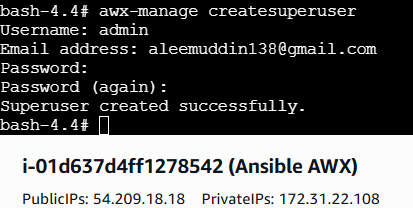 bash-4.4# awx-manage createsuperuser
Username: admin
Email address: aleemuddin138@gmail.com
Password:
Password (again):
Superuser created successfully.
bash-4.4#
i-01d637d4ff1278542 (Ansible AWX)
PublicIPs: 54.209.18.18 PrivateIPs: 172.31.22.108